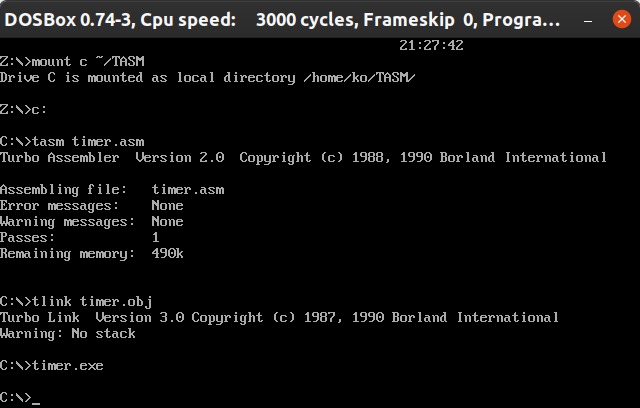 DOSBox 0.74-3, Cpu speed: 3000 cycles, Frameskip 0, Progra...
21:27:42
Z:\>mount c ~/TASM
Drive C is mounted as local directory /home/ko/TASM/
Z:\>c:
C:\>tasm timer.asm
Turbo Assembler Version 2.0 Copyright (c) 1988, 1990 Borland International
Assembling file: timer.asm
Error messages: None
Warning messages: None
Passes: 1
Remaining memory: 490k
C:\>tlink timer.obj
Turbo Link Version 3.0 Copyright (c) 1987, 1990 Borland International
Warning: No stack
C:\>timer.exe
C:\>_